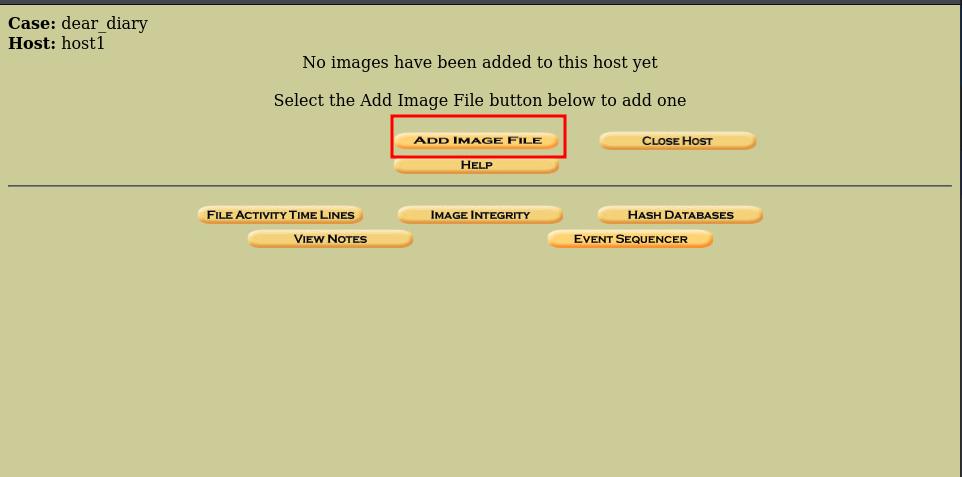 Case: dear_diary
Host: host1
No images have been added to this host yet
Select the Add Image File button below to add one
ADD IMAGE FILE CLOSE HOST
HELP
FILE ACTIVITY TIME LINES IMAGE INTEGRITY HASH DATABASES
VIEW NOTES EVENT SEQUENCER